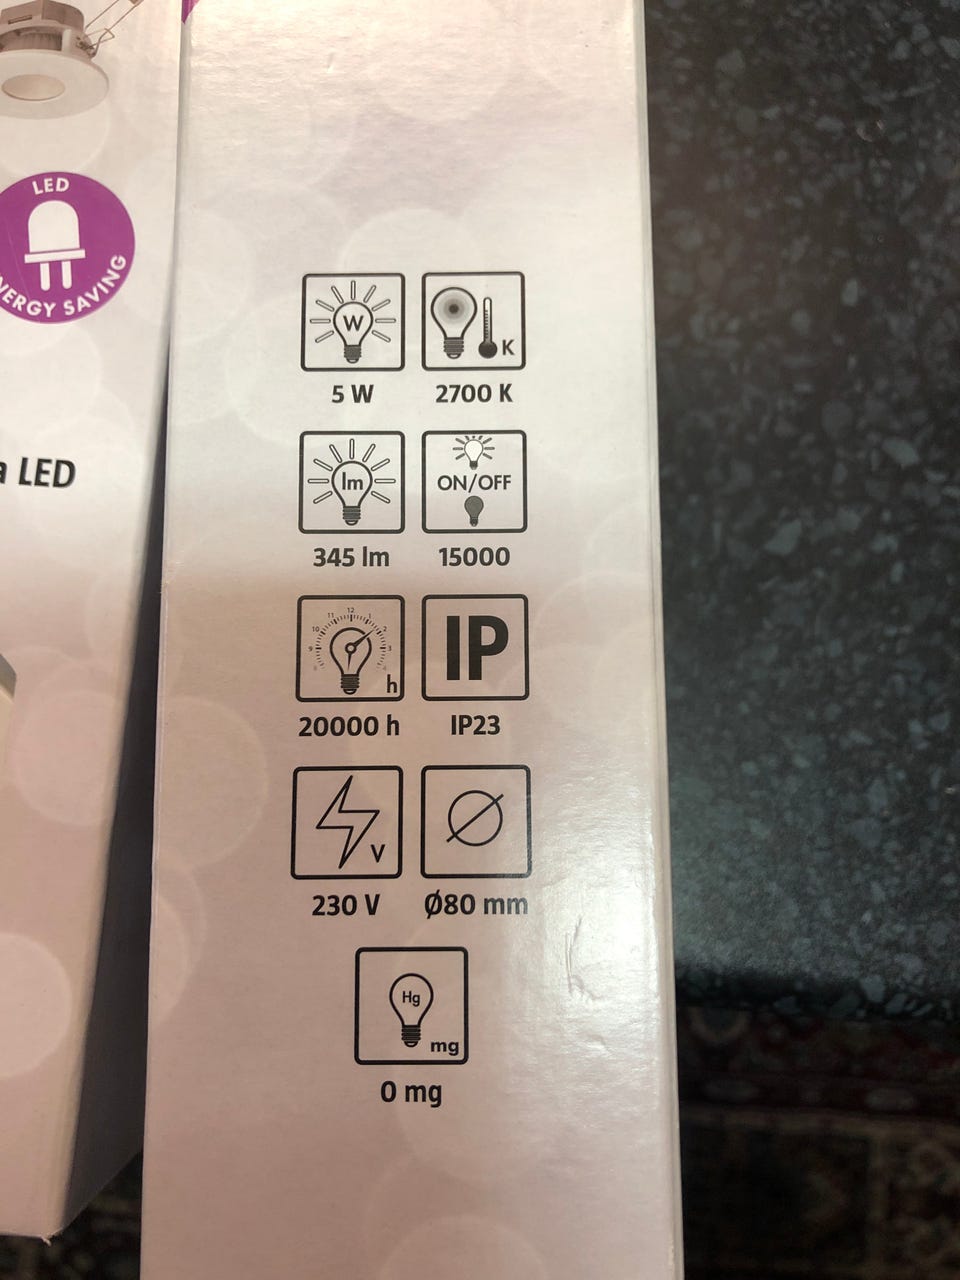 LED
ENERGY SAVING
a LED
W
K
5 W
2700 K
lm
ON/OFF
345 lm
15000
h
IP
20000 h
IP23
V
230 V
Ø80 mm
Hg
mg
0 mg